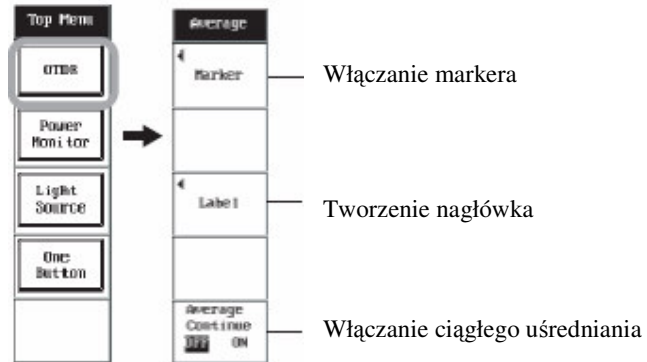 Top Menu
OTDR
Power
Monitor
Light
Source
One
Button
Average
Marker
Label
Average
Continue
OFF ON
Włączanie markera
Tworzenie nagłówka
Włączanie ciągłego uśredniania